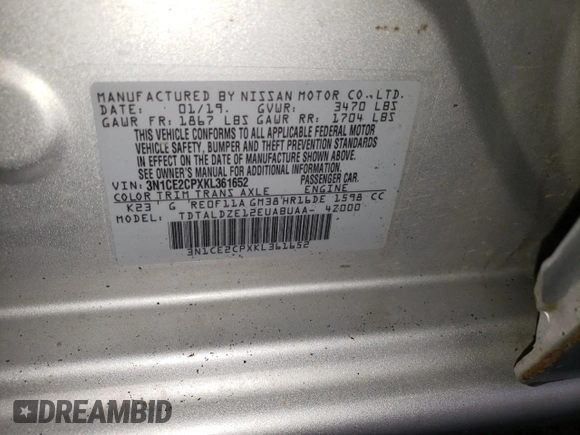 MANUFACTURED BY NISSAN MOTOR CO.,LTD.
DATE: 01/19. GVWR: 3470 LBS
GAWR FR: 1867 LBS GAWR RR: 1704 LBS
THIS VEHICLE CONFORMS TO ALL APPLICABLE FEDERAL MOTOR
VEHICLE SAFETY, BUMPER AND THEFT PREVENTION STANDARDS
IN EFFECT ON THE DATE OF MANUFACTURE SHOWN ABOVE.
SEE OWNER'S MANUAL FOR ADDITIONAL INFORMATION.
VIN: 3N1CE2CPXKL361652 PASSENGER CAR.
COLOR TRIM TRANS AXLE ENGINE
K23 G REOF11A GM38 HR16DE 1598 CC
MODEL: TDTALDZE12EUABUAA- 4Z000
3N1CE2CPXKL361652
DREAMBID